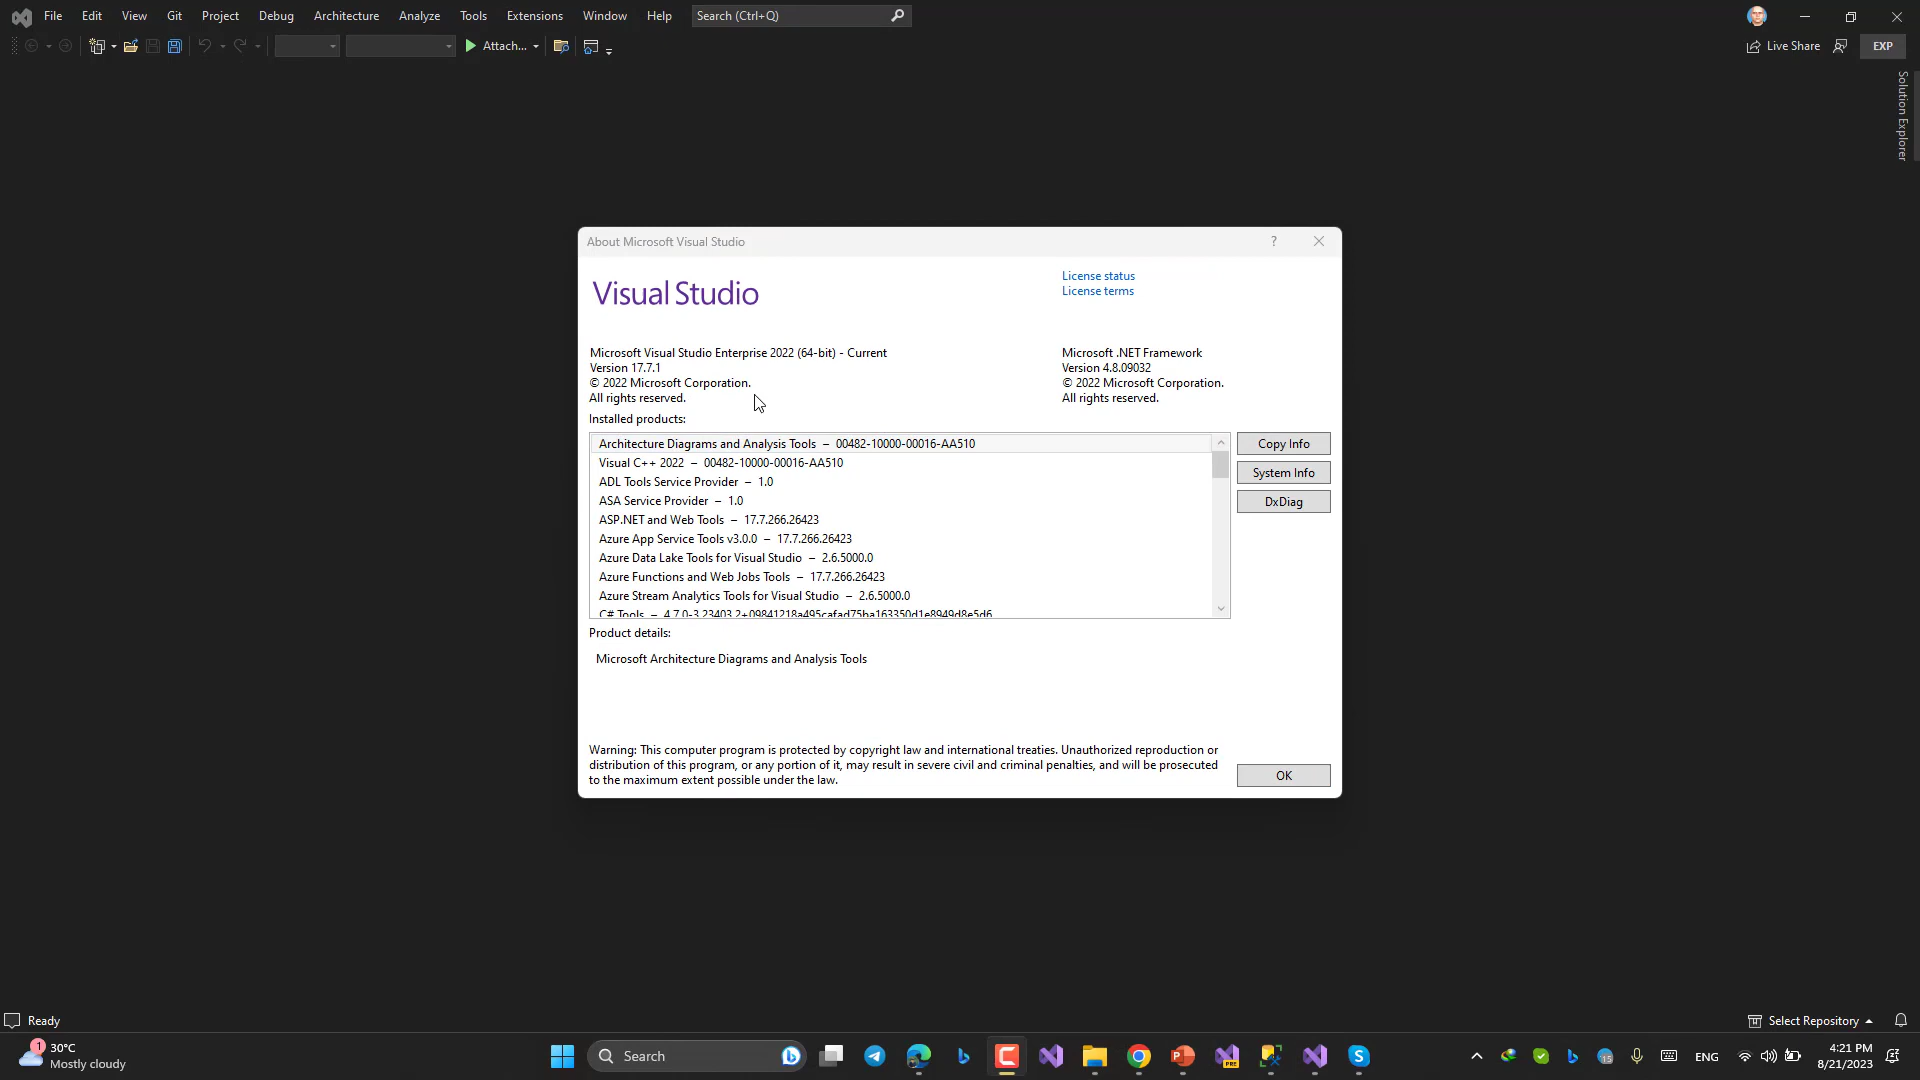 File Edit View Git Project Debug Architecture Analyze Tools Extensions Window Help Search (Ctrl+Q)
Attach... Live Share EXP
Solution Explorer
About Microsoft Visual Studio ?
Visual Studio
License status
License terms
Microsoft Visual Studio Enterprise 2022 (64-bit) - Current
Version 17.7.1
© 2022 Microsoft Corporation.
All rights reserved.
Microsoft .NET Framework
Version 4.8.09032
© 2022 Microsoft Corporation.
All rights reserved.
Installed products:
Architecture Diagrams and Analysis Tools – 00482-10000-00016-AA510
Visual C++ 2022 – 00482-10000-00016-AA510
ADL Tools Service Provider – 1.0
ASA Service Provider – 1.0
ASP.NET and Web Tools – 17.7.266.26423
Azure App Service Tools v3.0.0 – 17.7.266.26423
Azure Data Lake Tools for Visual Studio – 2.6.5000.0
Azure Functions and Web Jobs Tools – 17.7.266.26423
Azure Stream Analytics Tools for Visual Studio – 2.6.5000.0
C# Tools – 4.7.0-3.23403.2+09841218a495cafad75ba163350d1e8949d8e5d6
Copy Info
System Info
DxDiag
Product details:
Microsoft Architecture Diagrams and Analysis Tools
Warning: This computer program is protected by copyright law and international treaties. Unauthorized reproduction or
distribution of this program, or any portion of it, may result in severe civil and criminal penalties, and will be prosecuted
to the maximum extent possible under the law.
OK
Ready
Select Repository
1
30°C
Mostly cloudy
Search
PRE
15
ENG
4:21 PM
8/21/2023